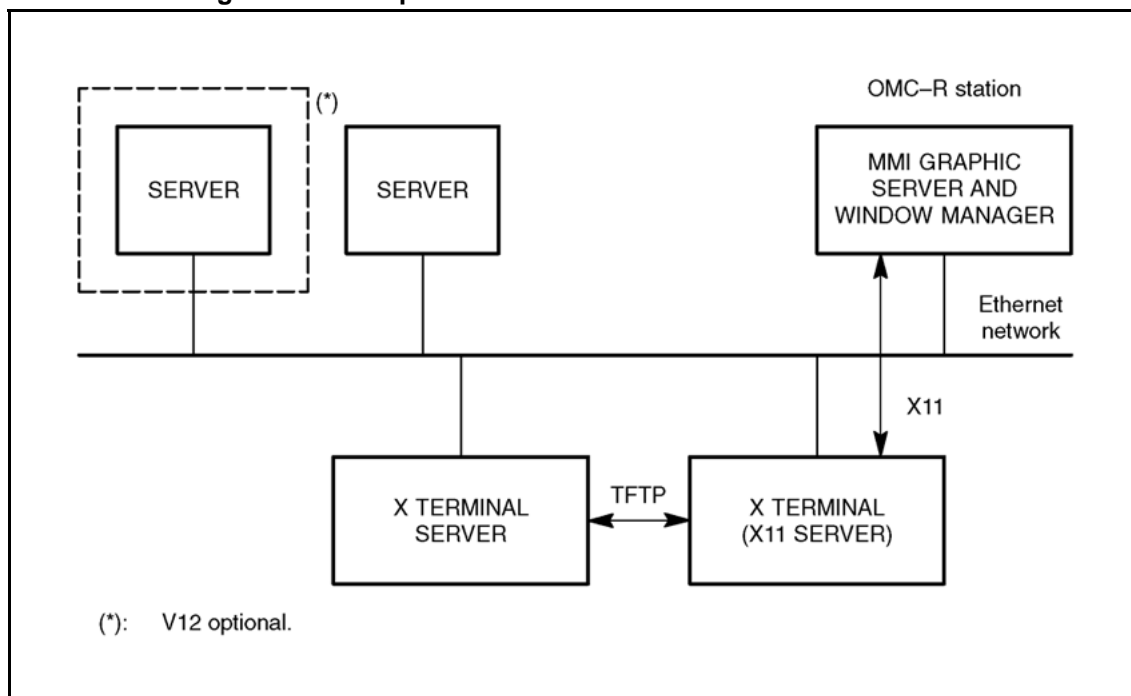 (*)
OMC–R station
SERVER
SERVER
MMI GRAPHIC
SERVER AND
WINDOW MANAGER
Ethernet
network
X11
X TERMINAL
SERVER
TFTP
X TERMINAL
(X11 SERVER)
(*): V12 optional.